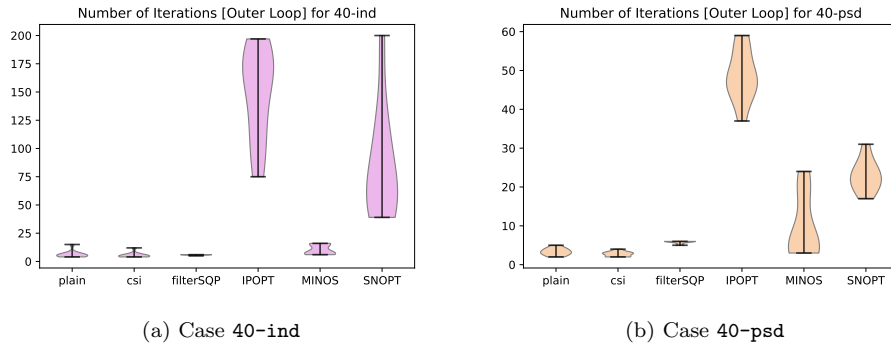 Number of Iterations [Outer Loop] for 40-ind
200
175
150
125
100
75
50
25
0
plain csi filterSQP IPOPT MINOS SNOPT
(a) Case 40-ind
Number of Iterations [Outer Loop] for 40-psd
60
50
40
30
20
10
0
plain csi filterSQP IPOPT MINOS SNOPT
(b) Case 40-psd